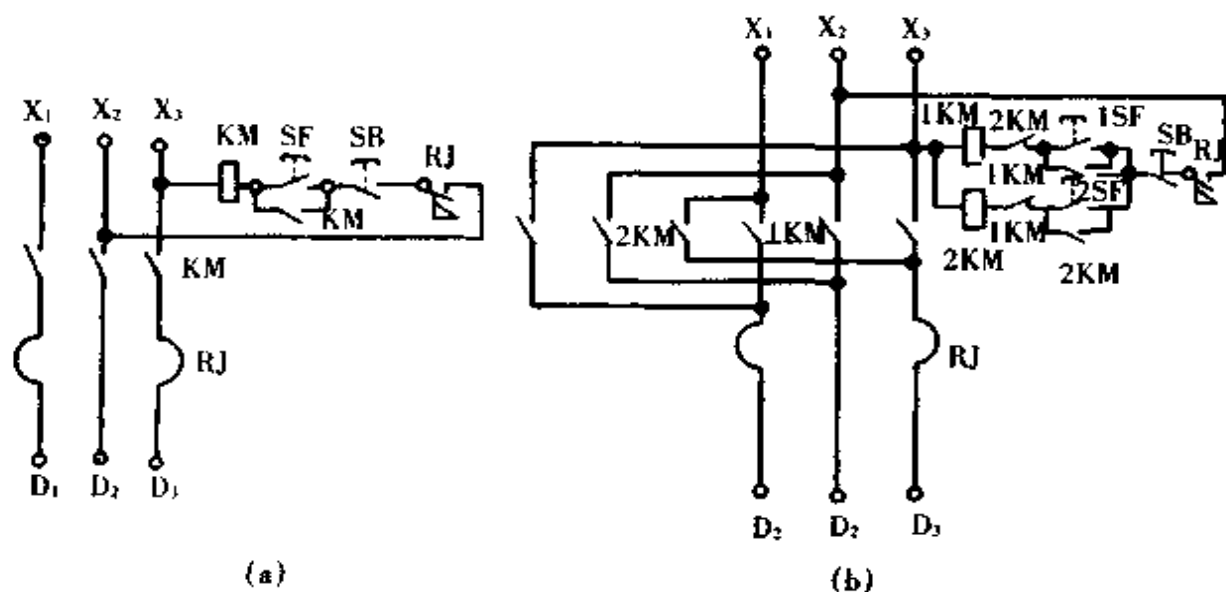 X₁ X₂ X₃
KM SF SB RJ
KM
KM
RJ
D₁ D₂ D₃
(a)
X₁ X₂ X₃
1KM 2KM 1SF SB RJ
1KM 2SF
2KM 1KM
2KM 1KM 2KM
RJ
D₂ D₂ D₃
(b)